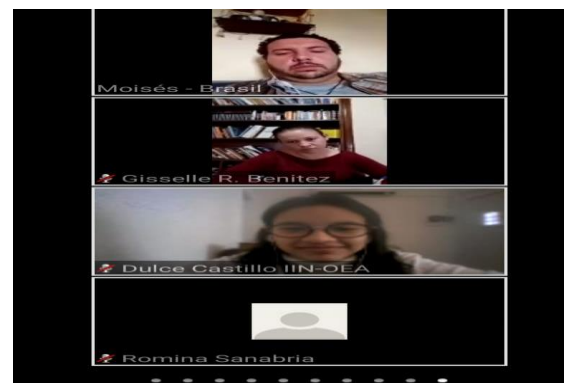 Moisés - Brasil
Gisselle R. Benitez
Dulce Castillo IIN-OEA
Romina Sanabria